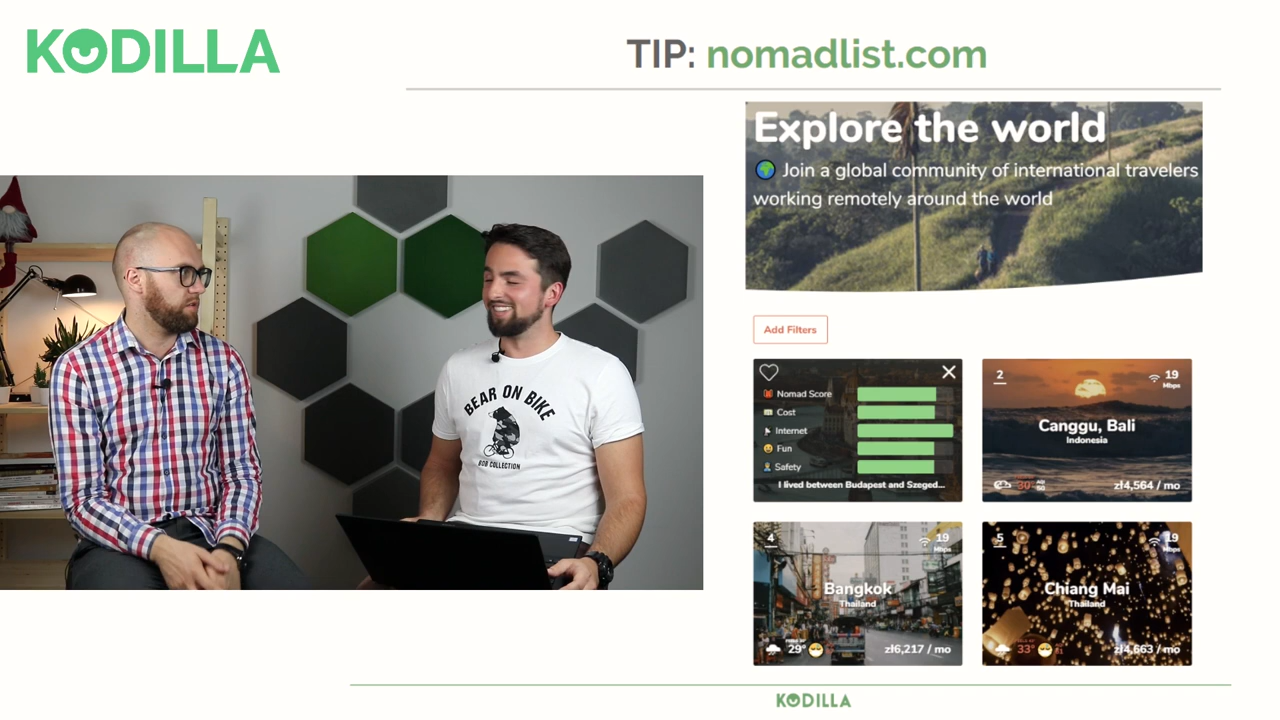 KODILLA
TIP: nomadlist.com
Explore the world
Join a global community of international travelers
working remotely around the world
Add Filters
Nomad Score
Cost
Internet
Fun
Safety
I lived between Budapest and Szeged...
2
19
Mbps
Canggu, Bali
Indonesia
30°
zł4,564 / mo
4
19
Mbps
Bangkok
Thailand
29°
zł6,217 / mo
5
19
Mbps
Chiang Mai
Thailand
33°
zł4,663 / mo
BEAR ON BIKE
BOB COLLECTION
KODILLA